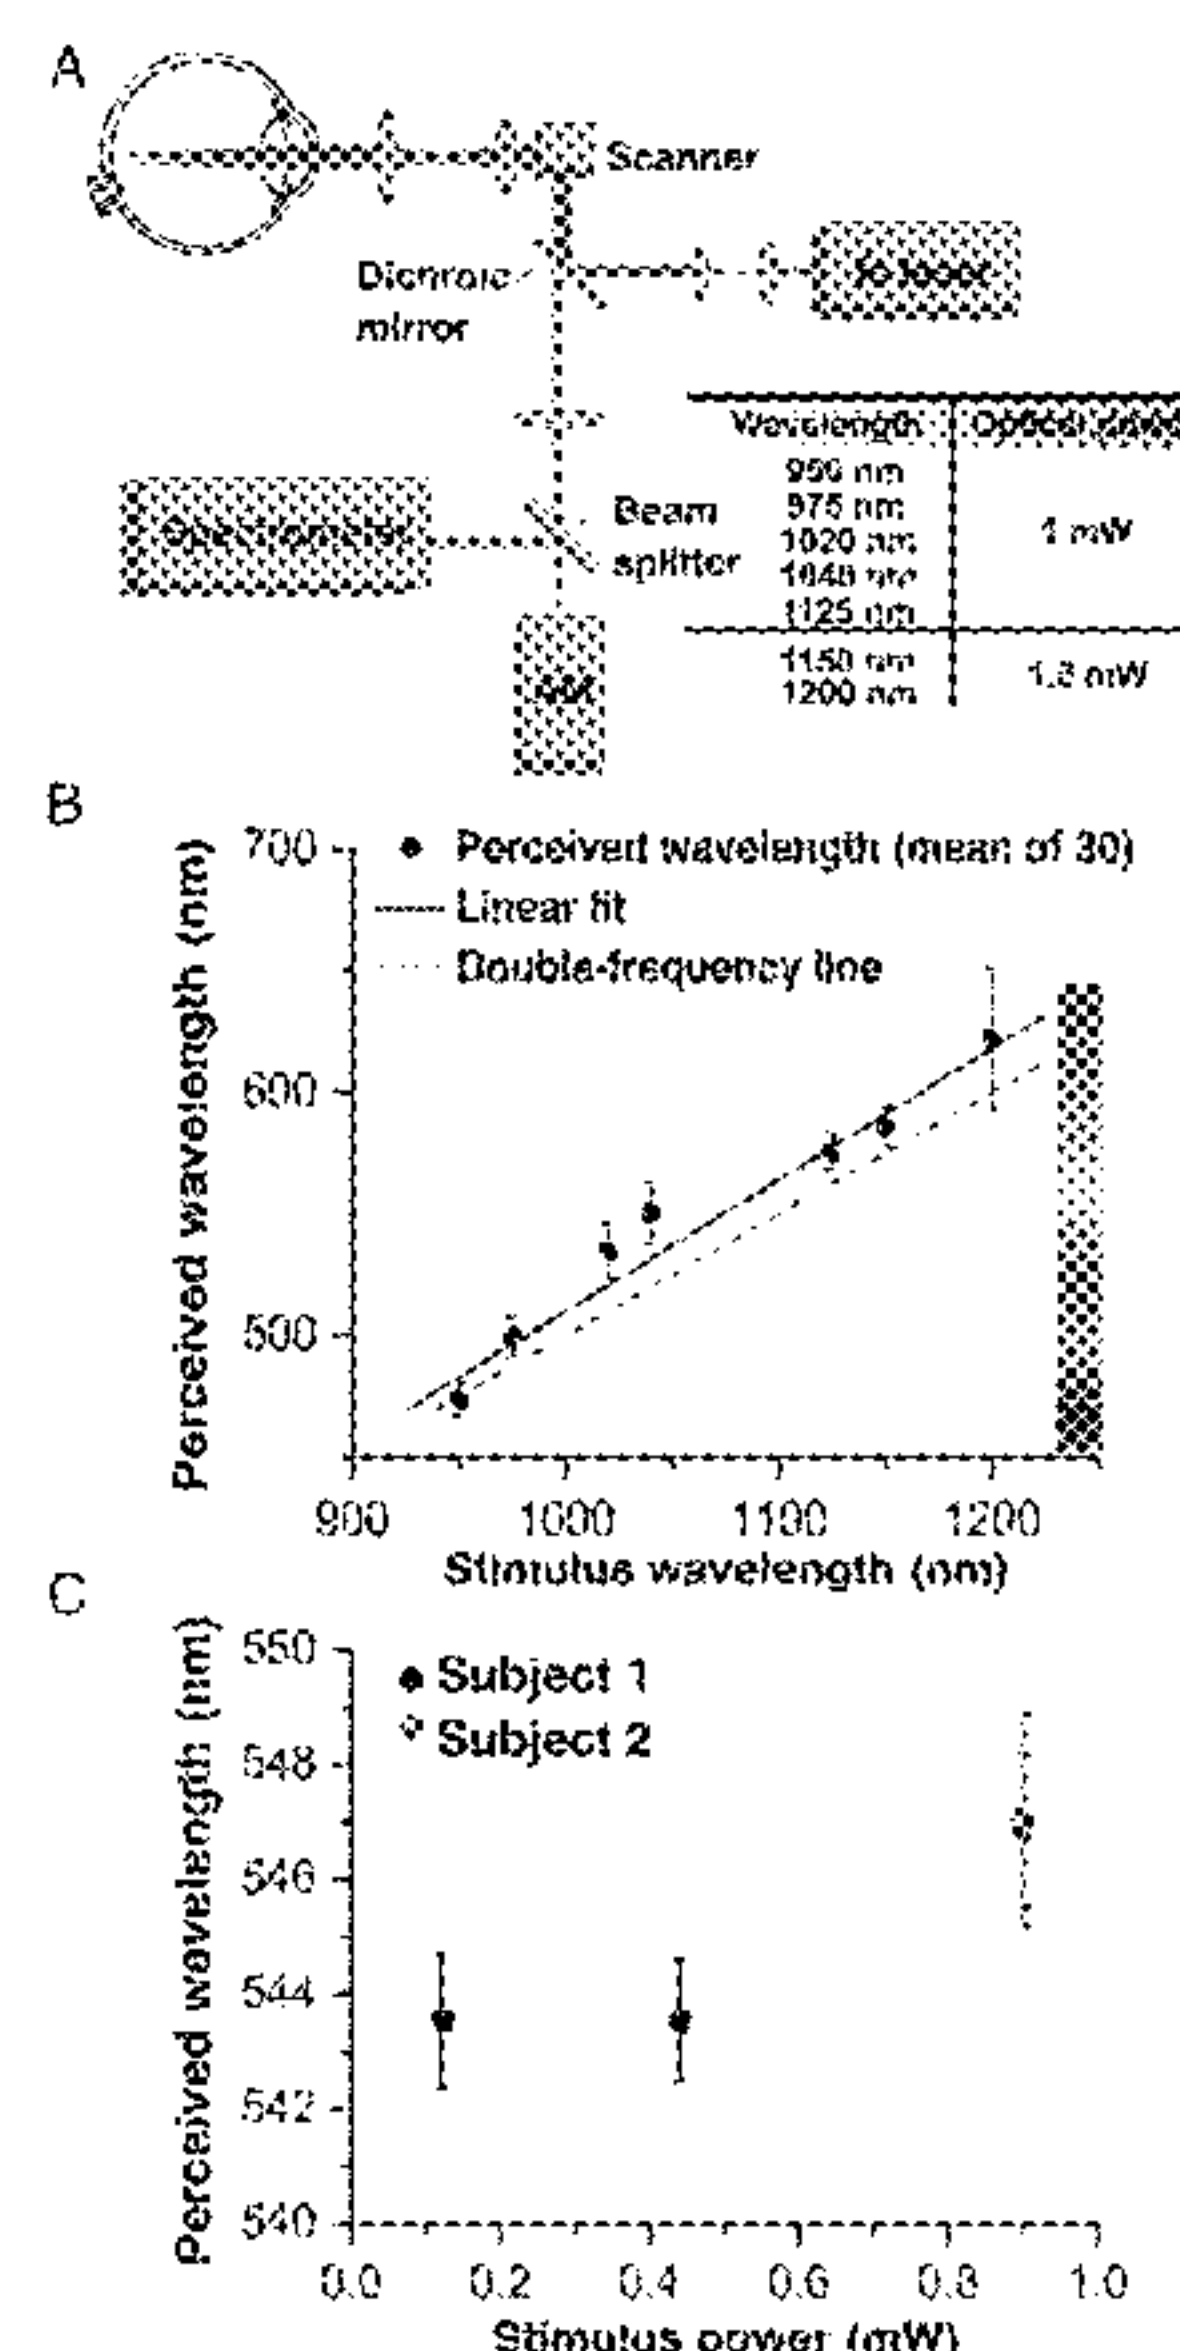 A
Scanner
Dichroic
mirror
Wavelength
950 nm
975 nm
1020 nm
1040 nm
1125 nm
1 mW
Beam
splitter
1150 nm
1200 nm
B
Perceived wavelength (nm)
700
600
500
Perceived wavelength (mean of 30)
Linear fit
Double-frequency line
900 1000 1100 1200
Stimulus wavelength (nm)
C
Perceived wavelength (nm)
550
548
546
544
542
540
Subject 1
Subject 2
0.0 0.2 0.4 0.6 0.8 1.0
Stimulus power (mW)